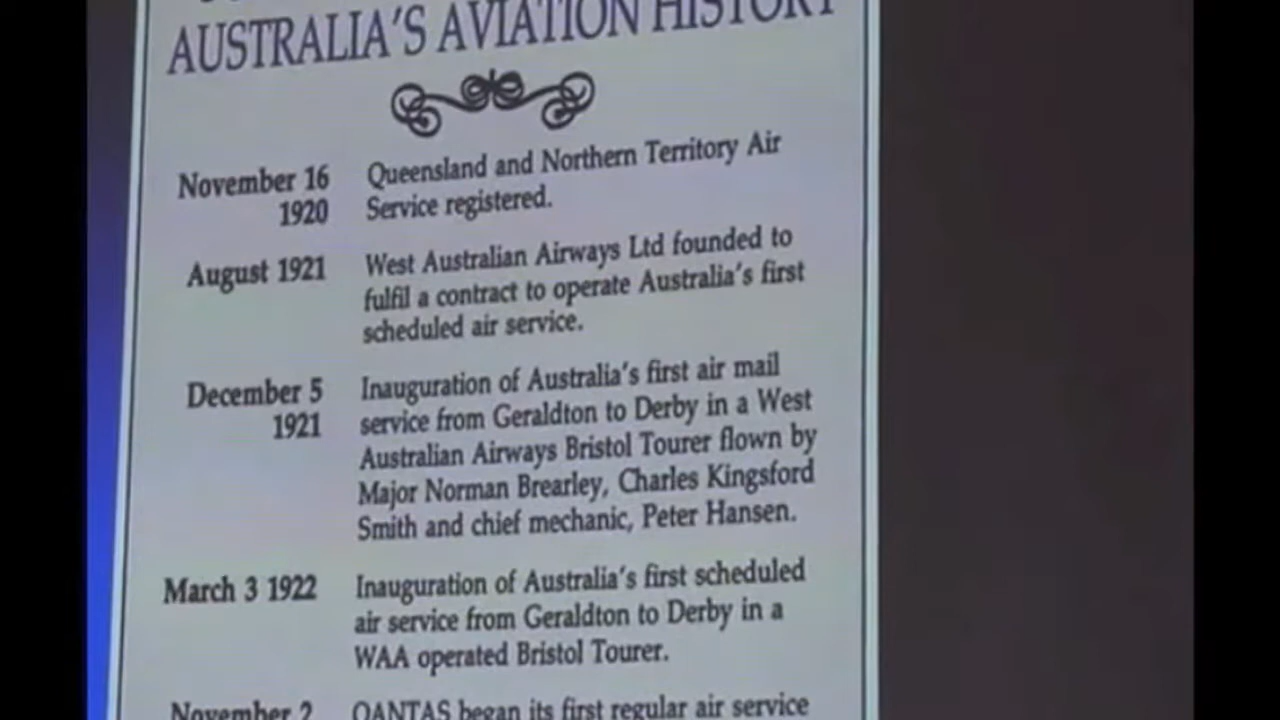 AUSTRALIA'S AVIATION HISTORY
November 16
1920
Queensland and Northern Territory Air
Service registered.
August 1921
West Australian Airways Ltd founded to
fulfil a contract to operate Australia's first
scheduled air service.
December 5
1921
Inauguration of Australia's first air mail
service from Geraldton to Derby in a West
Australian Airways Bristol Tourer flown by
Major Norman Brearley, Charles Kingsford
Smith and chief mechanic, Peter Hansen.
March 3 1922
Inauguration of Australia's first scheduled
air service from Geraldton to Derby in a
WAA operated Bristol Tourer.
November 2
QANTAS began its first regular air service